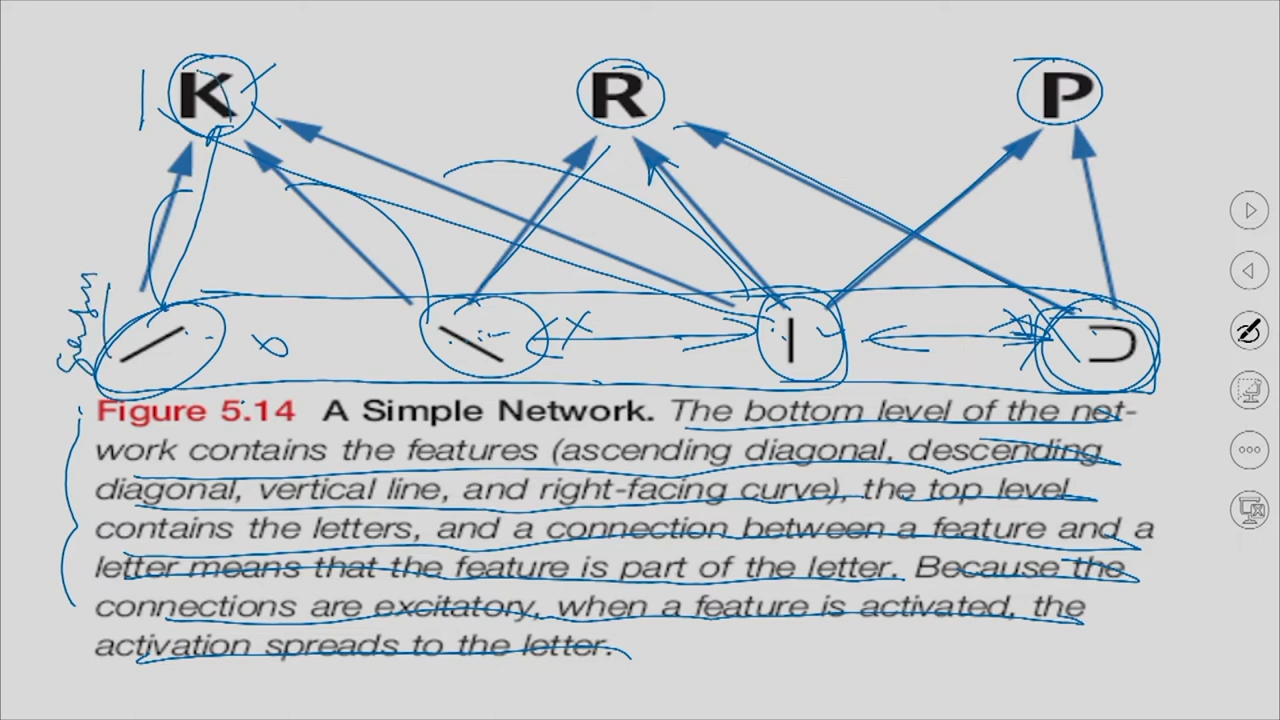 K R P
Figure 5.14 A Simple Network. The bottom level of the net-
work contains the features (ascending diagonal, descending
diagonal, vertical line, and right-facing curve), the top level
contains the letters, and a connection between a feature and a
letter means that the feature is part of the letter. Because the
connections are excitatory, when a feature is activated, the
activation spreads to the letter.